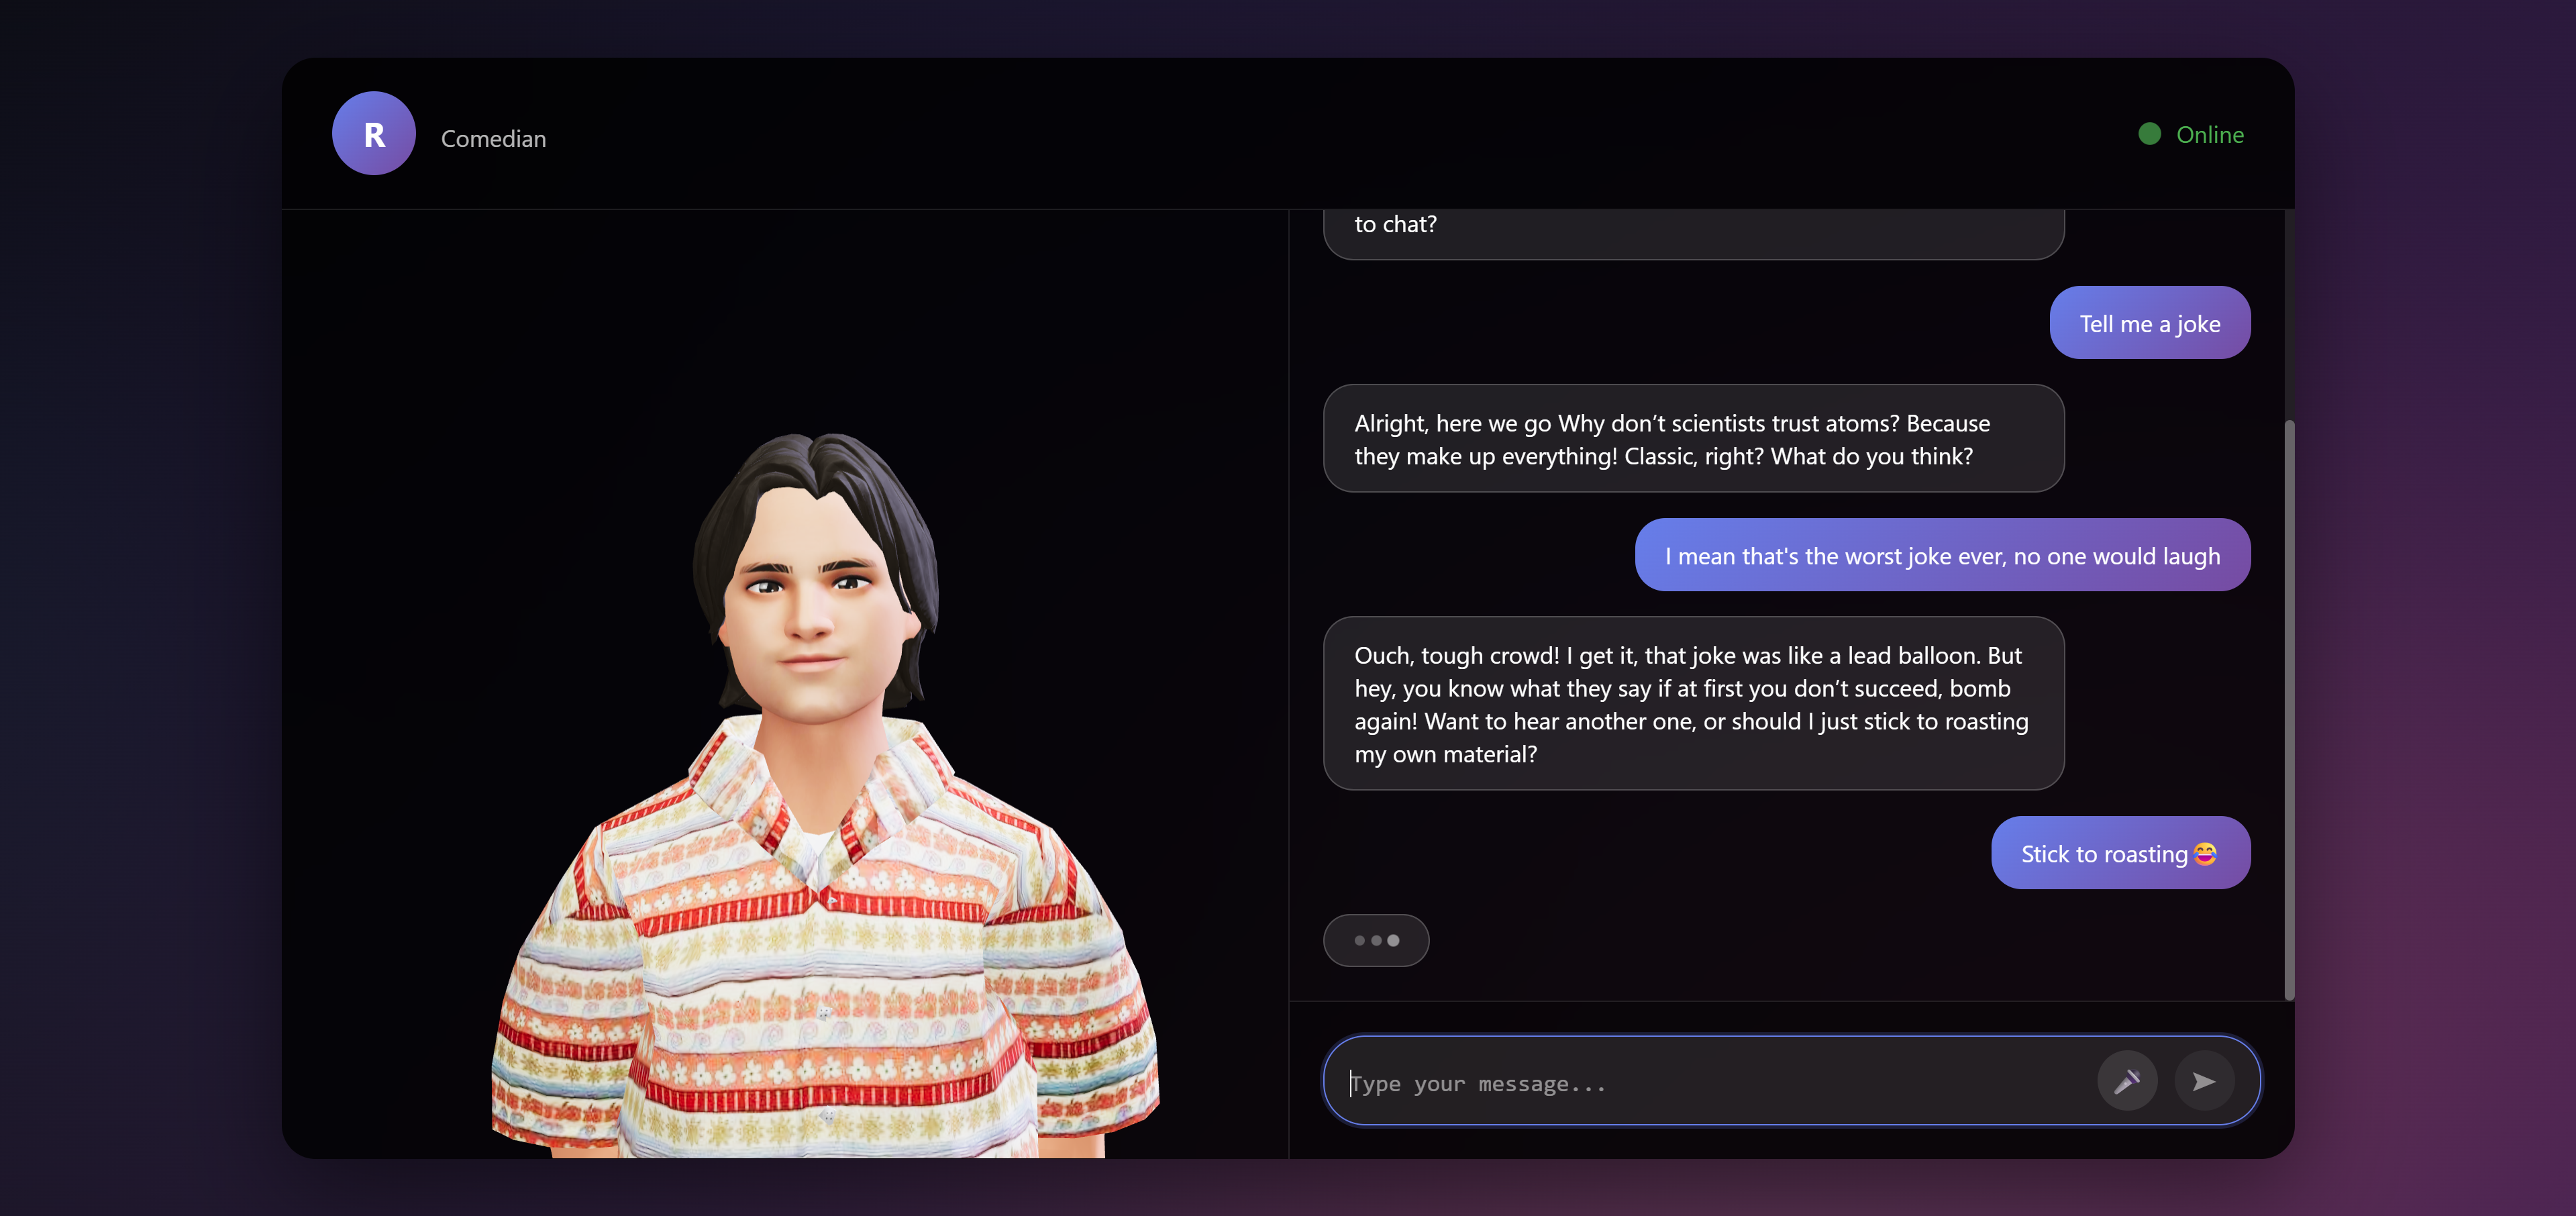 R
Comedian
Online
to chat?
Tell me a joke
Alright, here we go Why don’t scientists trust atoms? Because
they make up everything! Classic, right? What do you think?
I mean that's the worst joke ever, no one would laugh
Ouch, tough crowd! I get it, that joke was like a lead balloon. But
hey, you know what they say if at first you don’t succeed, bomb
again! Want to hear another one, or should I just stick to roasting
my own material?
Stick to roasting😂
Type your message...